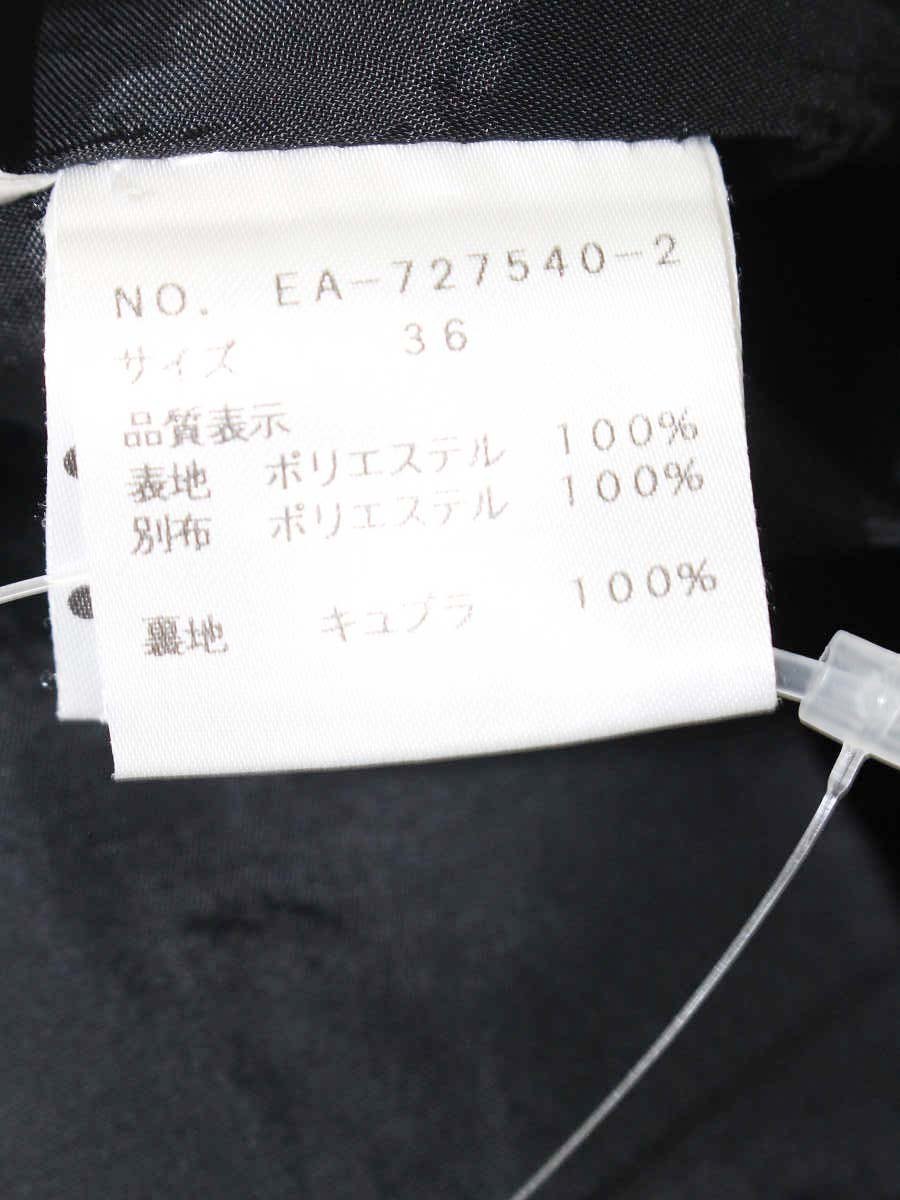 NO. EA-727540-2
サイズ 36
品質表示
表地 ポリエステル 100%
別布 ポリエステル 100%
裏地 キュプラ 100%